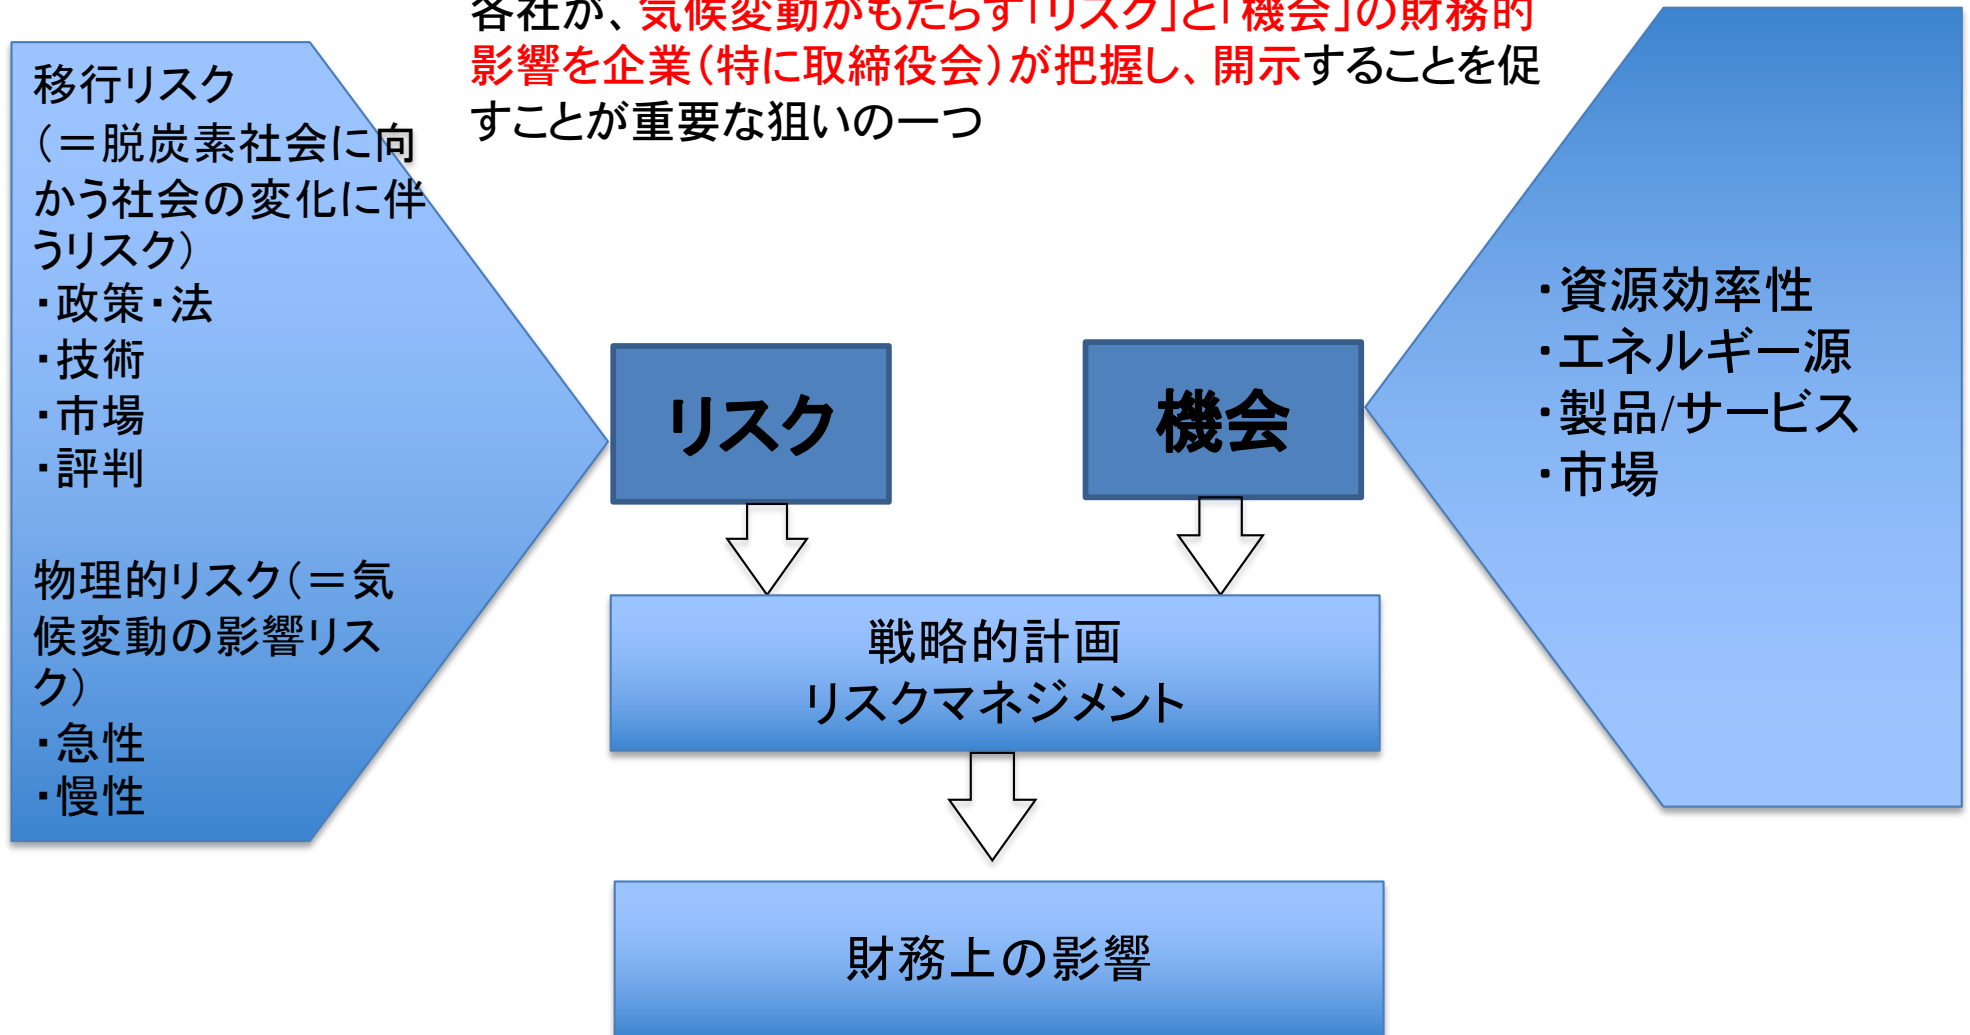 各社が、気候変動がもたらす「リスク」と「機会」の財務的
影響を企業(特に取締役会)が把握し、開示することを促
すことが重要な狙いの一つ
移行リスク
(=脱炭素社会に向
かう社会の変化に伴
うリスク)
・政策・法
・技術
・市場
・評判
物理的リスク(=気
候変動の影響リス
ク)
・急性
・慢性
リスク
機会
・資源効率性
・エネルギー源
・製品/サービス
・市場
戦略的計画
リスクマネジメント
財務上の影響